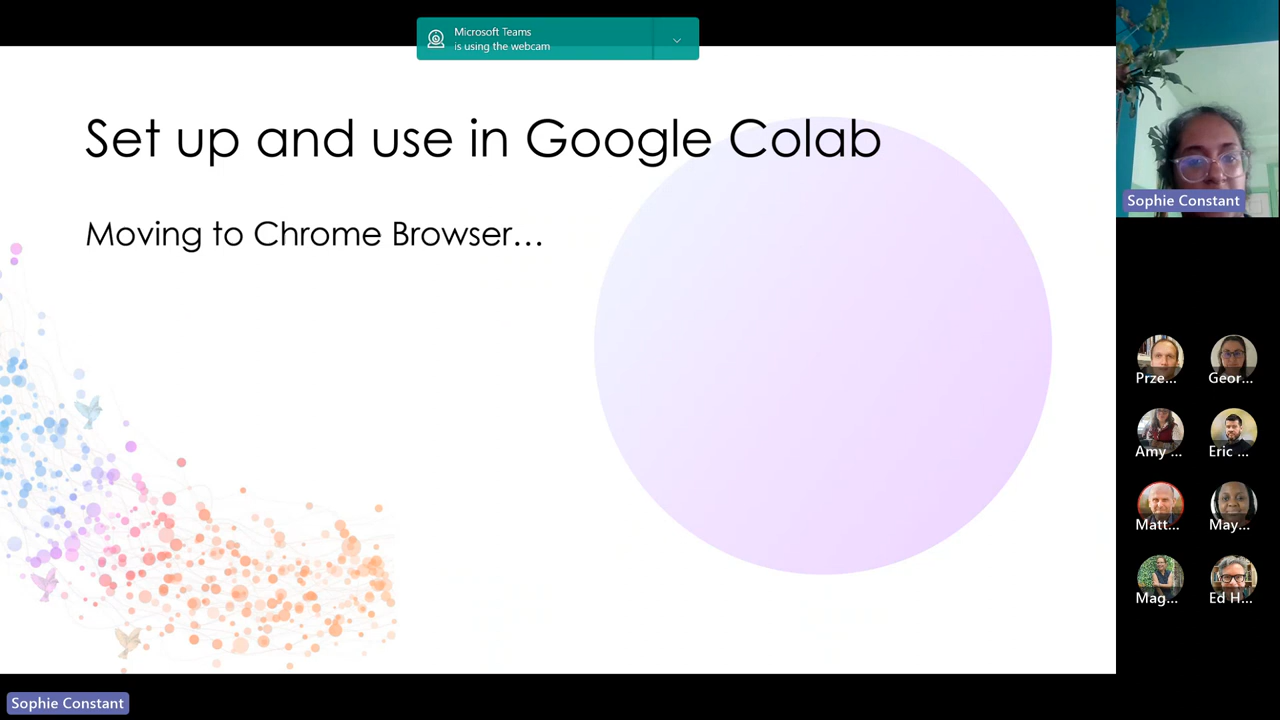 Microsoft Teams
is using the webcam
Set up and use in Google Colab
Moving to Chrome Browser...
Sophie Constant
Prze...
Geor...
Amy ...
Eric ...
Matt...
May...
Mag...
Ed H...
Sophie Constant